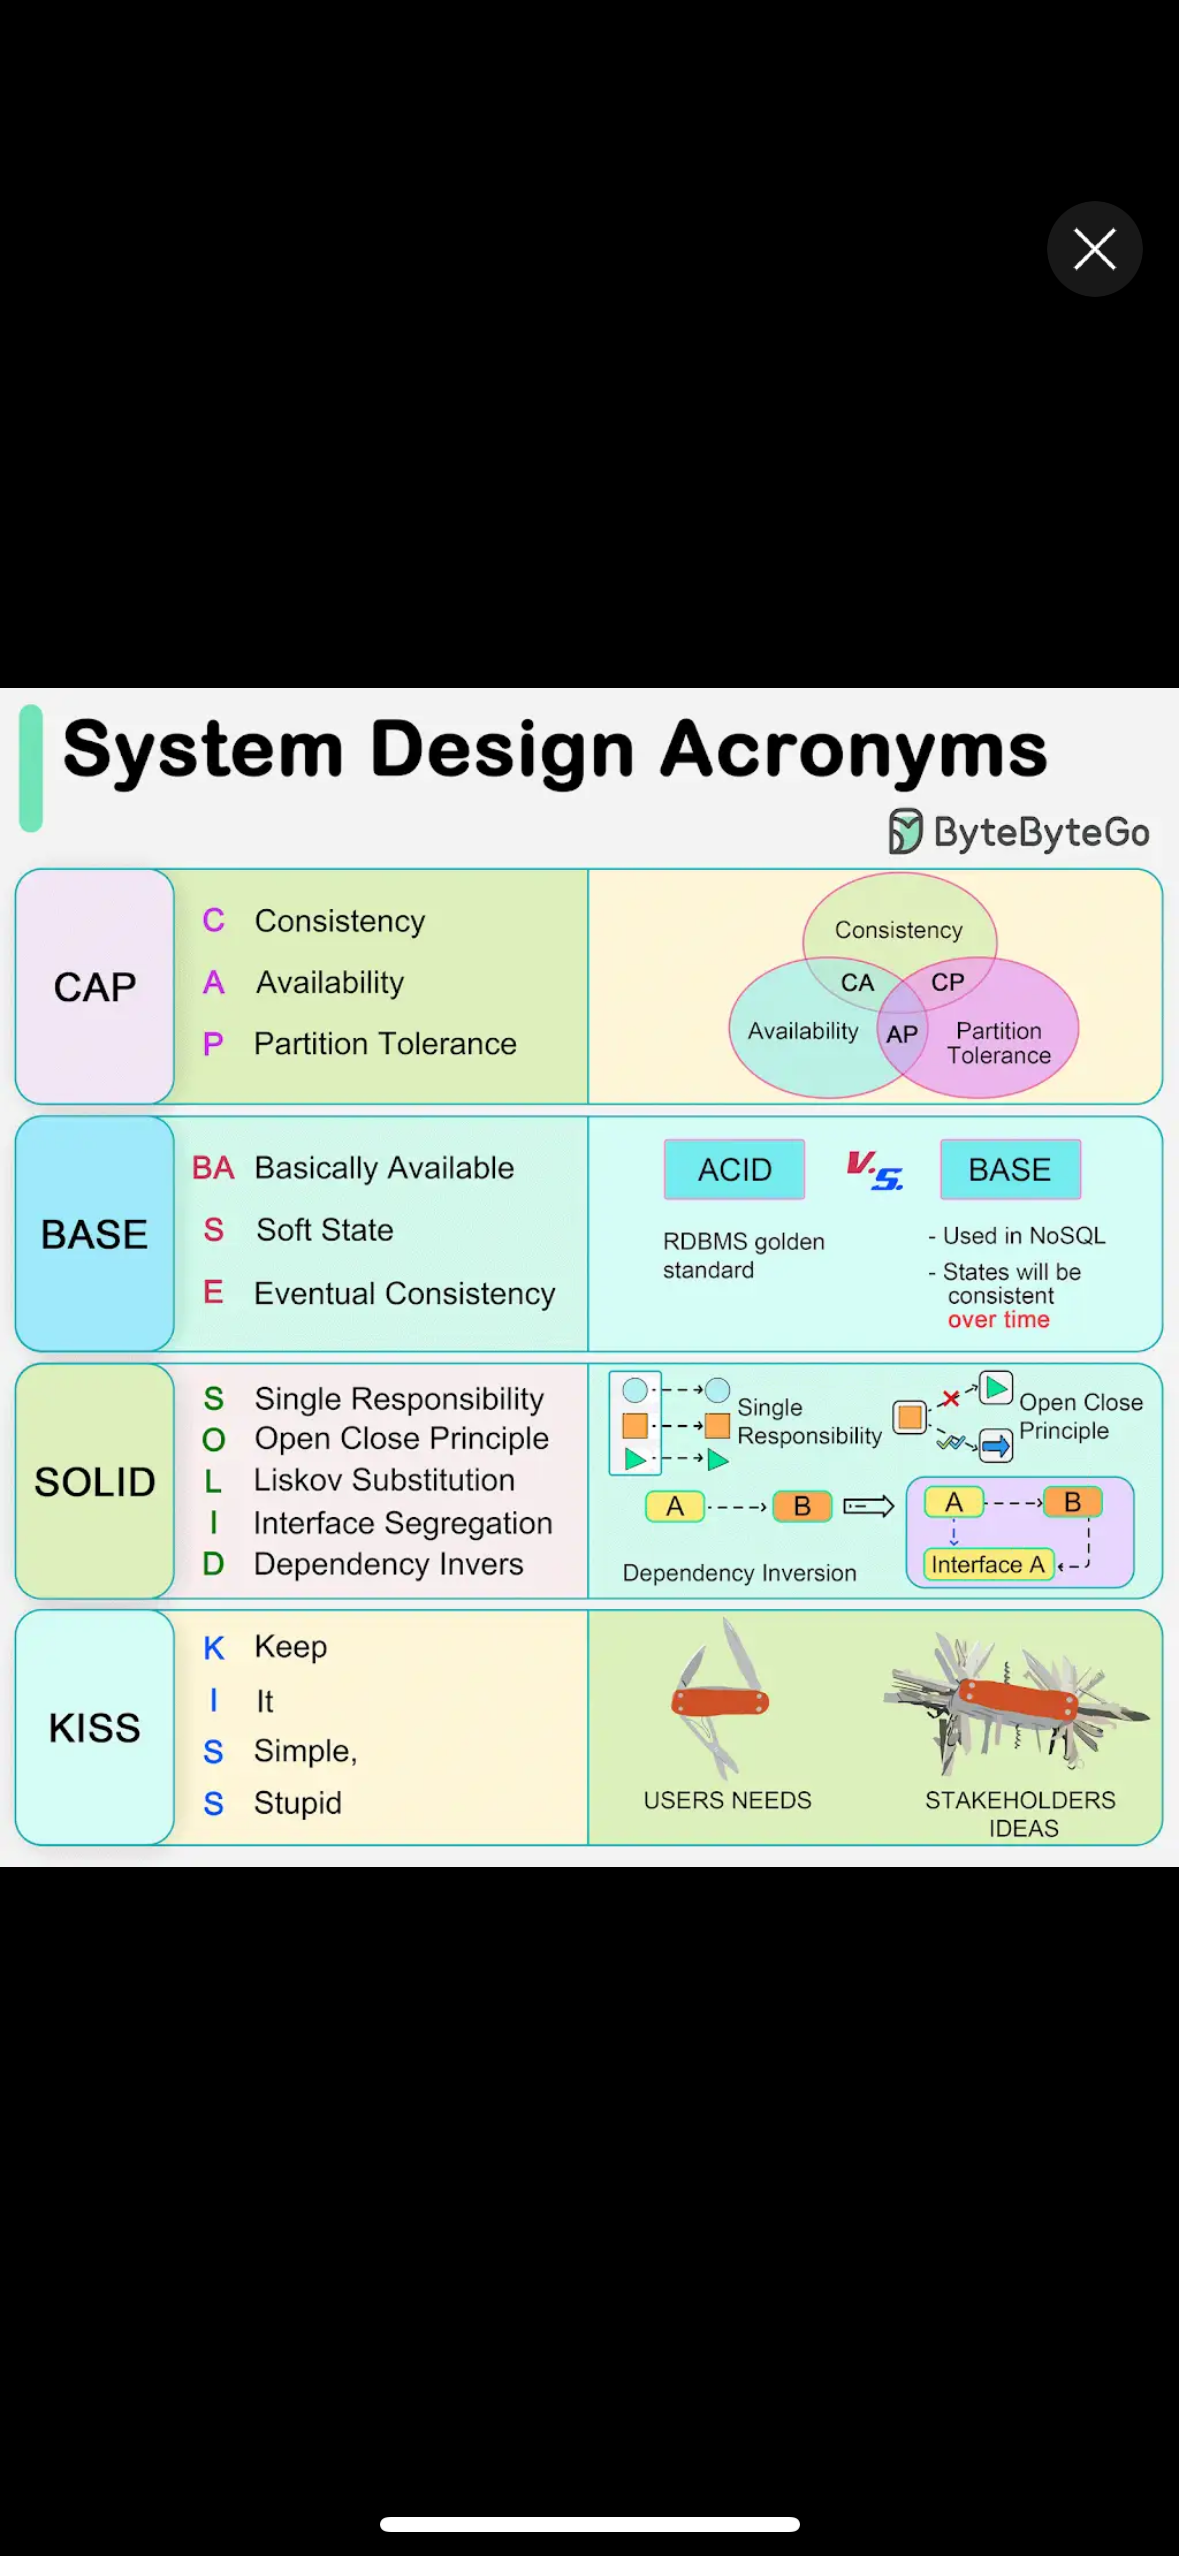 System Design Acronyms
ByteByteGo
CAP
C Consistency
A Availability
P Partition Tolerance
Consistency
CA
CP
Availability
AP
Partition
Tolerance
BASE
BA Basically Available
S Soft State
E Eventual Consistency
ACID
V.S.
BASE
RDBMS golden
standard
- Used in NoSQL
- States will be
consistent
over time
SOLID
S Single Responsibility
O Open Close Principle
L Liskov Substitution
I Interface Segregation
D Dependency Invers
Single
Responsibility
Open Close
Principle
A
B
A
B
Interface A
Dependency Inversion
KISS
K Keep
I It
S Simple,
S Stupid
USERS NEEDS
STAKEHOLDERS
IDEAS